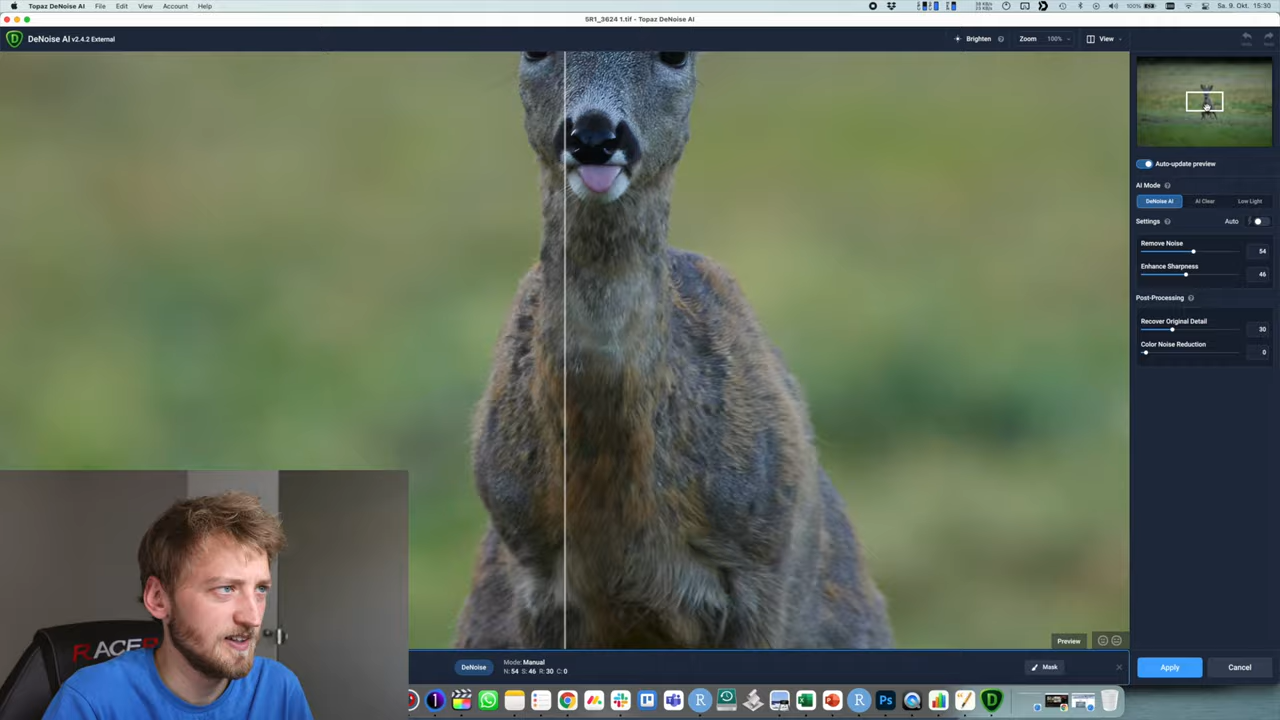 Topaz DeNoise AI File Edit View Account Help 100% Sa. 9. Okt. 15:30
5R1_3624 1.tif - Topaz DeNoise AI
DeNoise AI v2.4.2 External Brighten Zoom 100% View
Auto-update preview
AI Mode
DeNoise AI AI Clear Low Light
Settings Auto
Remove Noise 54
Enhance Sharpness 46
Post-Processing
Recover Original Detail 30
Color Noise Reduction 0
Preview
DeNoise
Mode: Manual
N: 54 S: 46 R: 30 C: 0
Mask
Apply Cancel
RACER